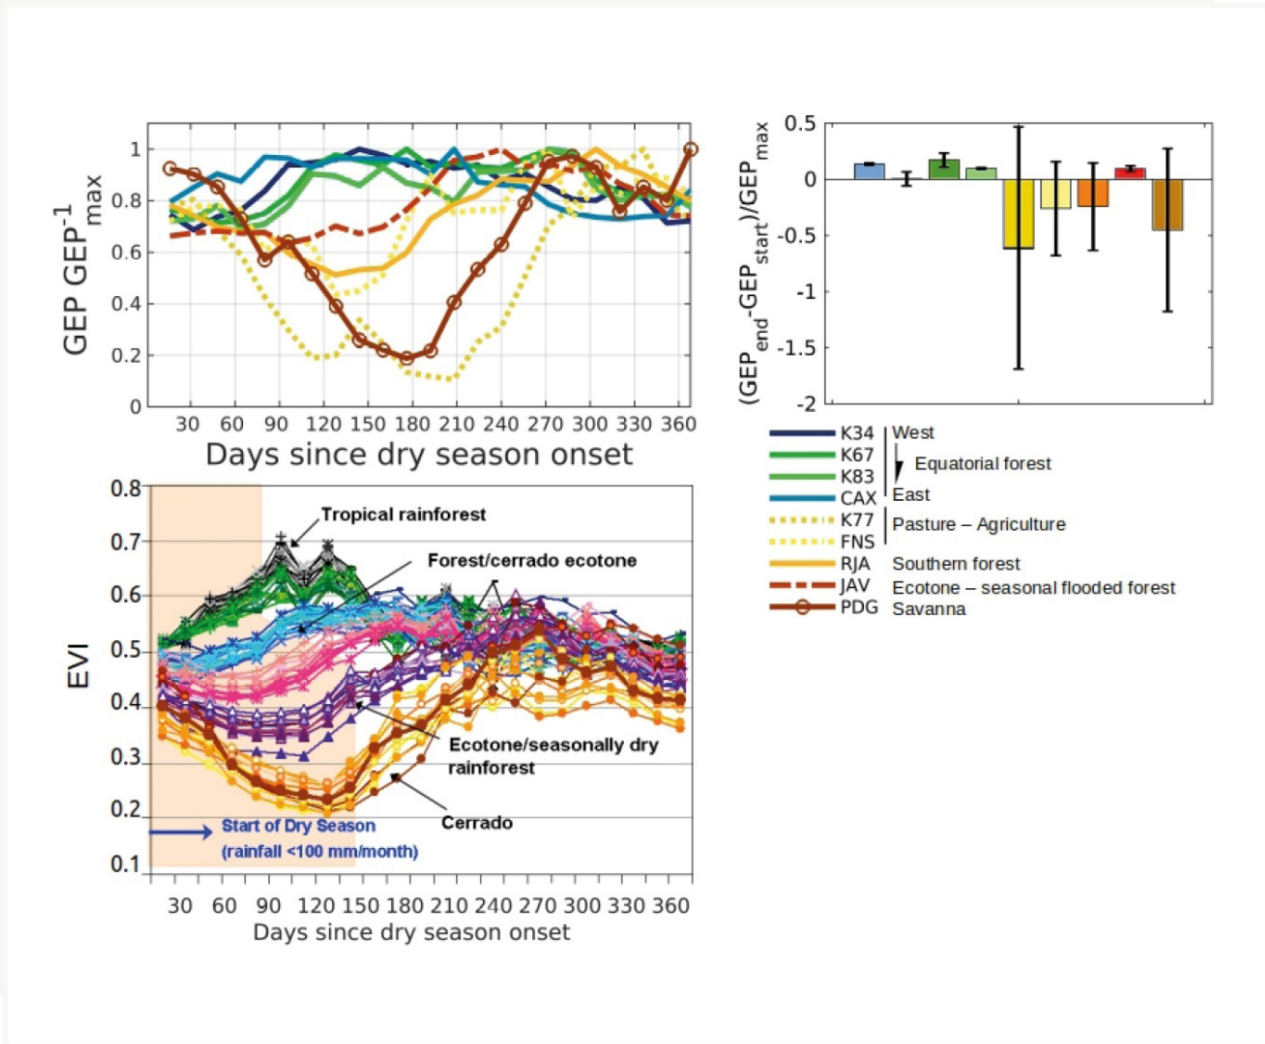 GEP GEP-1max
1
0.8
0.6
0.4
0.2
0
30 60 90 120 150 180 210 240 270 300 330 360
Days since dry season onset
(GEPend-GEPstart)/GEPmax
0.5
0
-0.5
-1
-1.5
-2
K34 West
K67
Equatorial forest
K83
CAX East
K77
Pasture – Agriculture
FNS
RJA Southern forest
JAV Ecotone – seasonal flooded forest
PDG Savanna
EVI
0.8
0.7
0.6
0.5
0.4
0.3
0.2
0.1
Tropical rainforest
Forest/cerrado ecotone
Ecotone/seasonally dry
rainforest
Cerrado
Start of Dry Season
(rainfall <100 mm/month)
30 60 90 120 150 180 210 240 270 300 330 360
Days since dry season onset